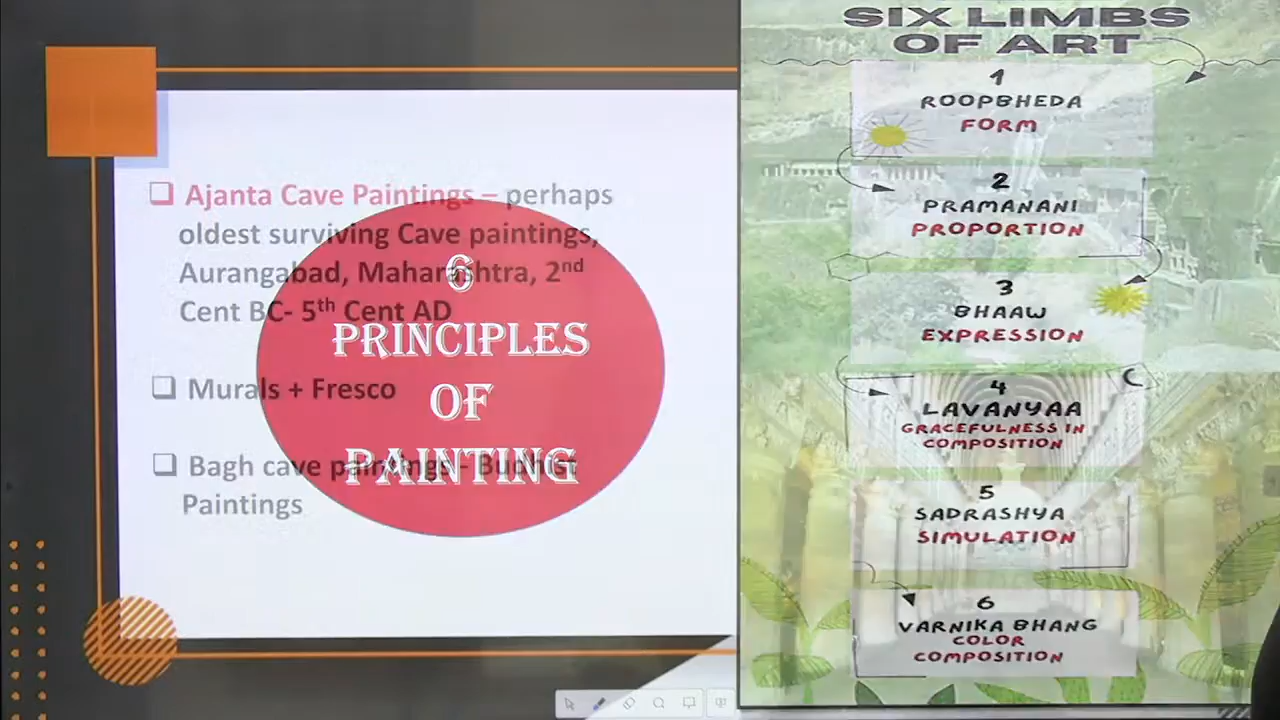 ❑ Ajanta Cave Paintings – perhaps
oldest surviving Cave paintings,
Aurangabad, Maharashtra, 2nd
Cent BC- 5th Cent AD
❑ Murals + Fresco
❑ Bagh cave paintings - Budhist
Paintings
6
PRINCIPLES
OF
PAINTING
SIX LIMBS
OF ART
1
ROOPBHEDA
FORM
2
PRAMANANI
PROPORTION
3
BHAAW
EXPRESSION
4
LAVANYAA
GRACEFULNESS IN
COMPOSITION
5
SADRASHYA
SIMULATION
6
VARNIKA BHANG
COLOR
COMPOSITION